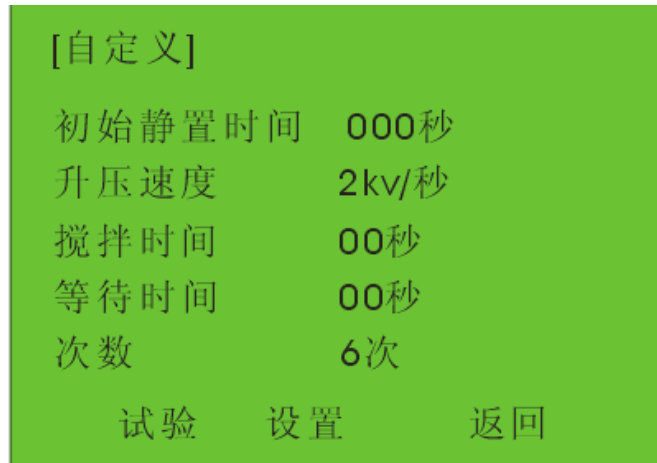 [自定义]
初始静置时间 000秒
升压速度 2kv/秒
搅拌时间 00秒
等待时间 00秒
次数 6次
试验 设置 返回